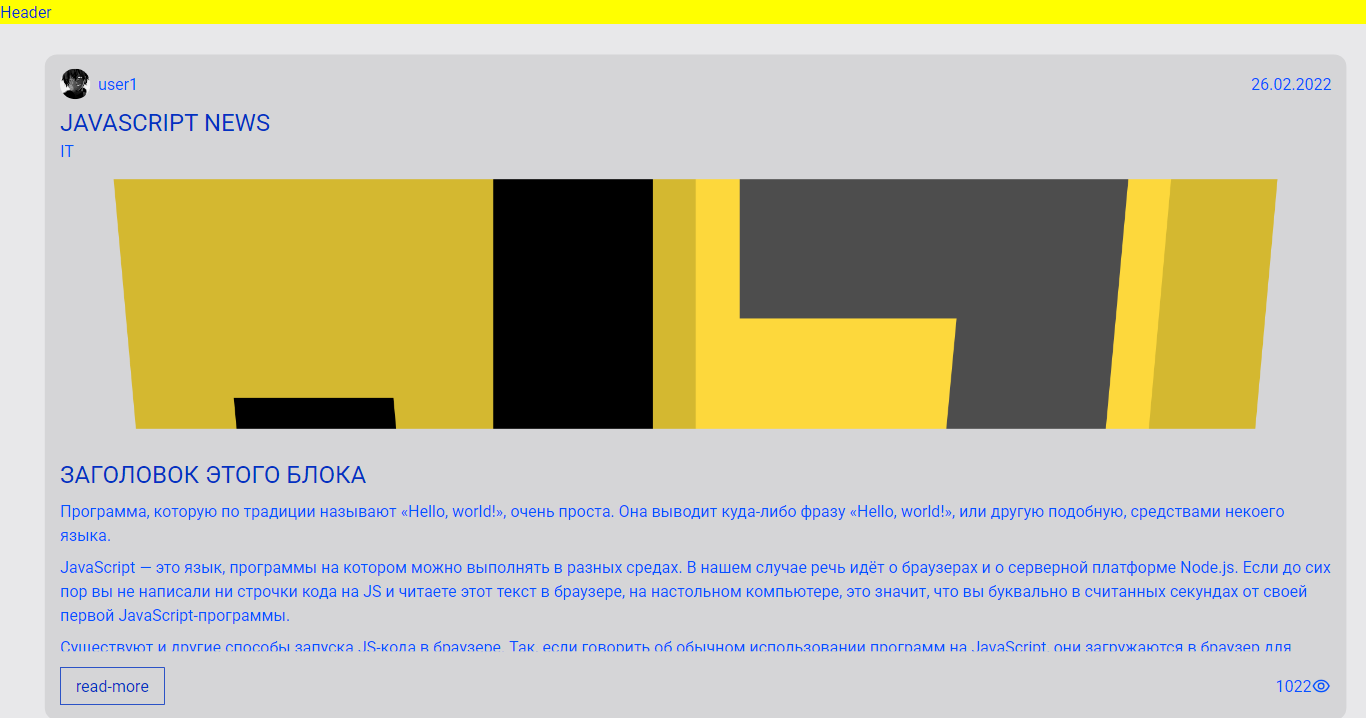 Header
user1
26.02.2022
JAVASCRIPT NEWS
IT
ЗАГОЛОВОК ЭТОГО БЛОКА
Программа, которую по традиции называют «Hello, world!», очень проста. Она выводит куда-либо фразу «Hello, world!», или другую подобную, средствами некоего
языка.
JavaScript — это язык, программы на котором можно выполнять в разных средах. В нашем случае речь идёт о браузерах и о серверной платформе Node.js. Если до сих
пор вы не написали ни строчки кода на JS и читаете этот текст в браузере, на настольном компьютере, это значит, что вы буквально в считанных секундах от своей
первой JavaScript-программы.
Существуют и другие способы запуска JS-кода в браузере. Так, если говорить об обычном использовании программ на JavaScript, они загружаются в браузер для
read-more
1022